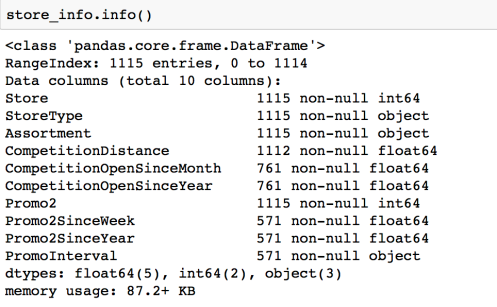 store_info.info()
<class 'pandas.core.frame.DataFrame'>
RangeIndex: 1115 entries, 0 to 1114
Data columns (total 10 columns):
Store                        1115 non-null int64
StoreType                    1115 non-null object
Assortment                   1115 non-null object
CompetitionDistance          1112 non-null float64
CompetitionOpenSinceMonth    761 non-null float64
CompetitionOpenSinceYear     761 non-null float64
Promo2                       1115 non-null int64
Promo2SinceWeek              571 non-null float64
Promo2SinceYear              571 non-null float64
PromoInterval                571 non-null object
dtypes: float64(5), int64(2), object(3)
memory usage: 87.2+ KB